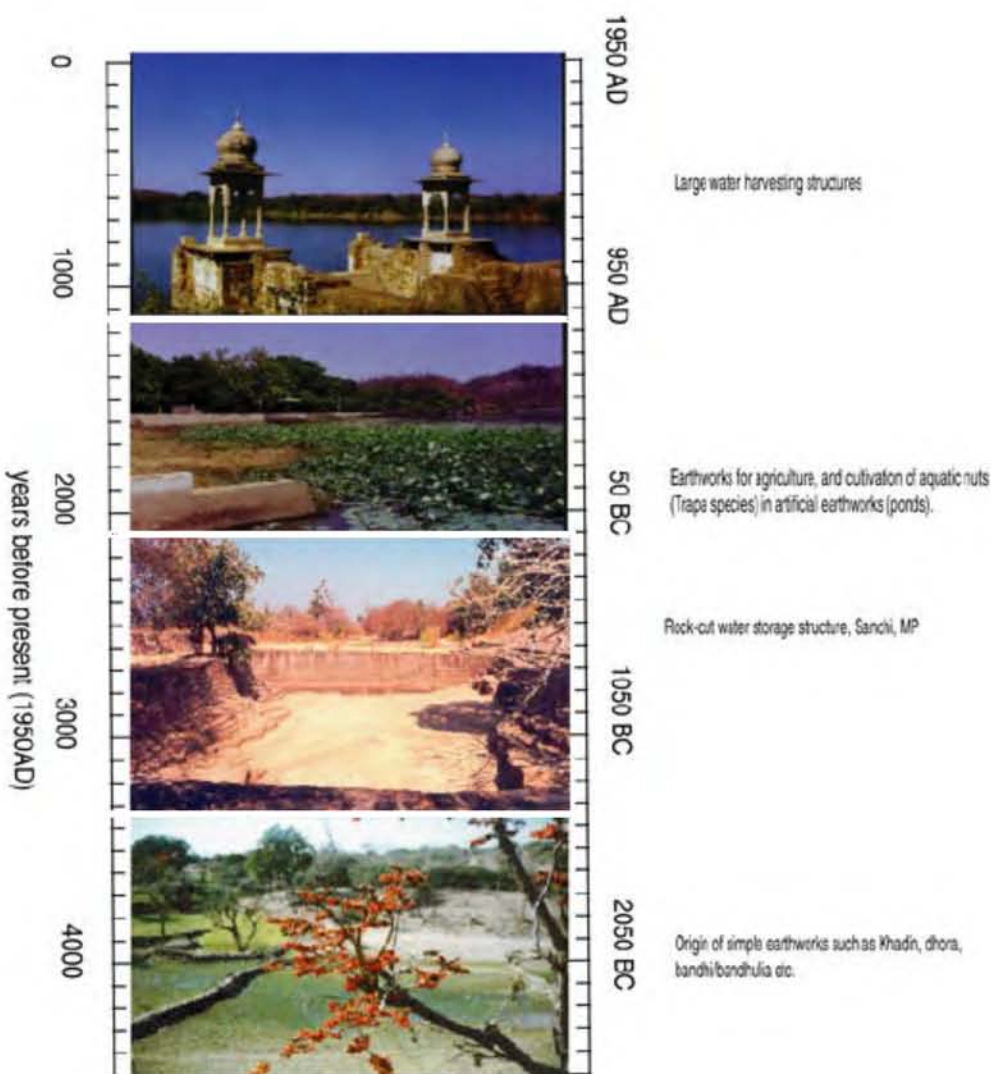 0
1000
2000
3000
4000
years before present (1950AD)
1950 AD
950 AD
50 BC
1050 BC
2050 BC
Large water harvesting structures
Earthworks for agriculture, and cultivation of aquatic nuts
(Trapa species) in artificial earthworks (ponds).
Rock-cut water storage structure, Sanchi, MP
Origin of simple earthworks such as Khadin, dhora,
bandhi/bandhulia etc.